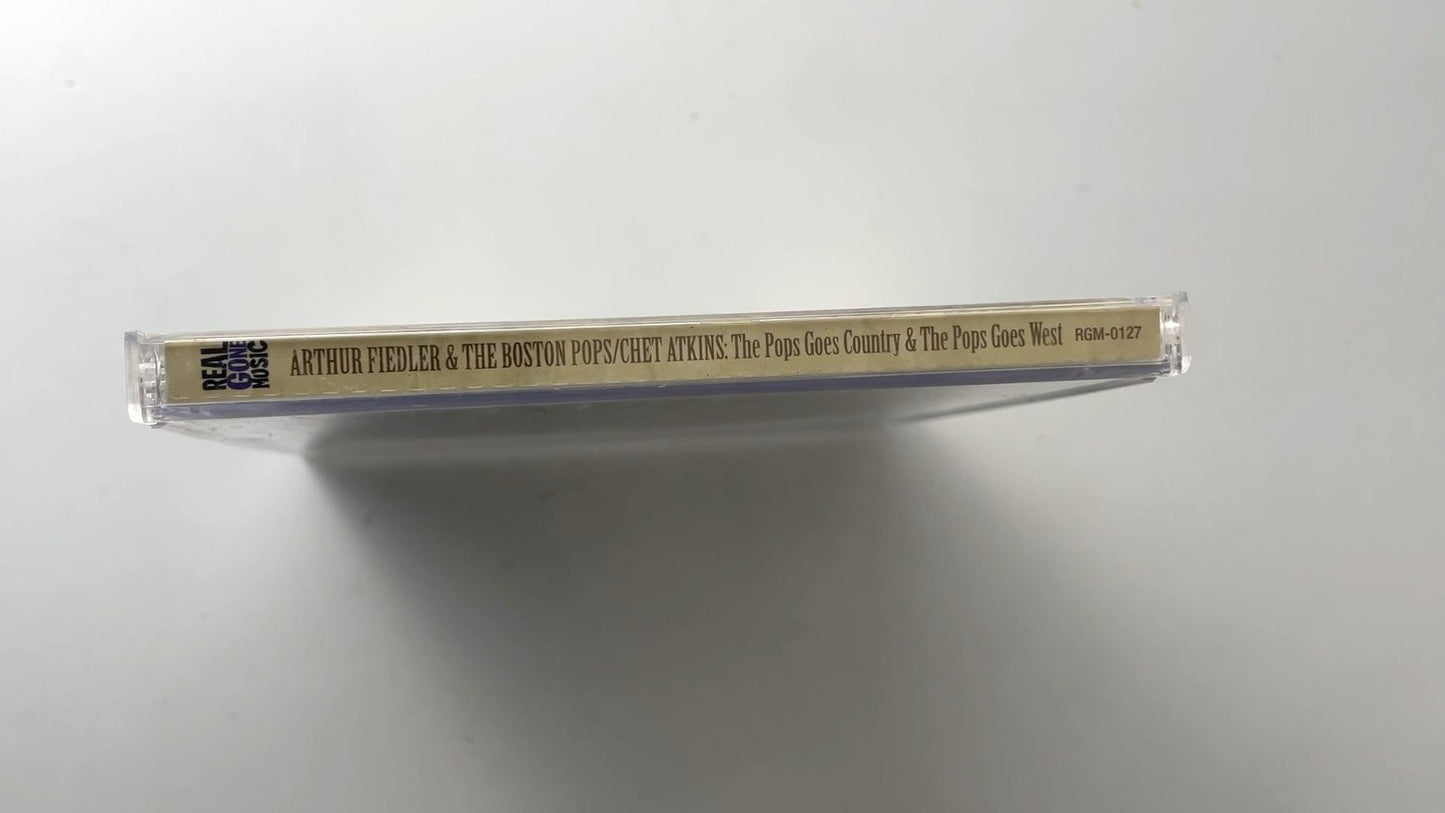 REAL
GONE
MUSIC
ARTHUR FIEDLER & THE BOSTON POPS/CHET ATKINS: The Pops Goes Country & The Pops Goes West RGM-0127